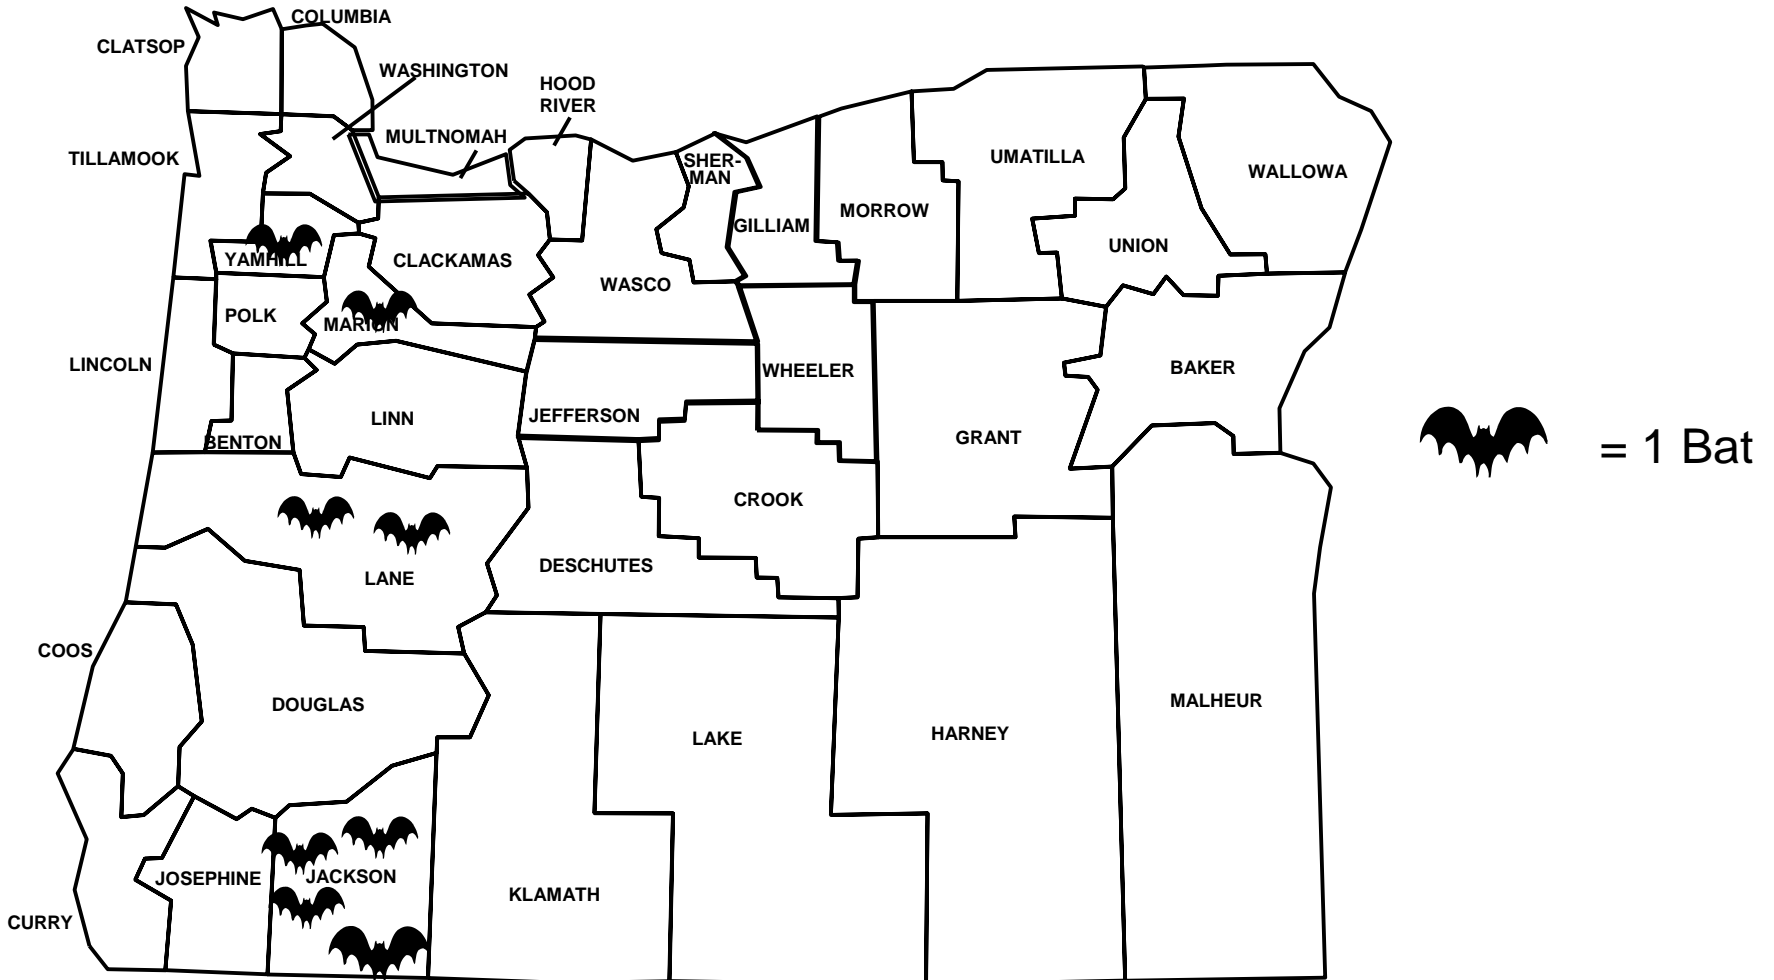 COLUMBIA
CLATSOP
WASHINGTON
HOOD
RIVER
MULTNOMAH
TILLAMOOK
SHER-
MAN
UMATILLA
WALLOWA
MORROW
GILLIAM
UNION
YAMHILL
CLACKAMAS
WASCO
POLK
MARION
LINCOLN
WHEELER
BAKER
LINN
JEFFERSON
BENTON
GRANT
= 1 Bat
CROOK
DESCHUTES
LANE
COOS
DOUGLAS
MALHEUR
LAKE
HARNEY
JOSEPHINE
JACKSON
KLAMATH
CURRY